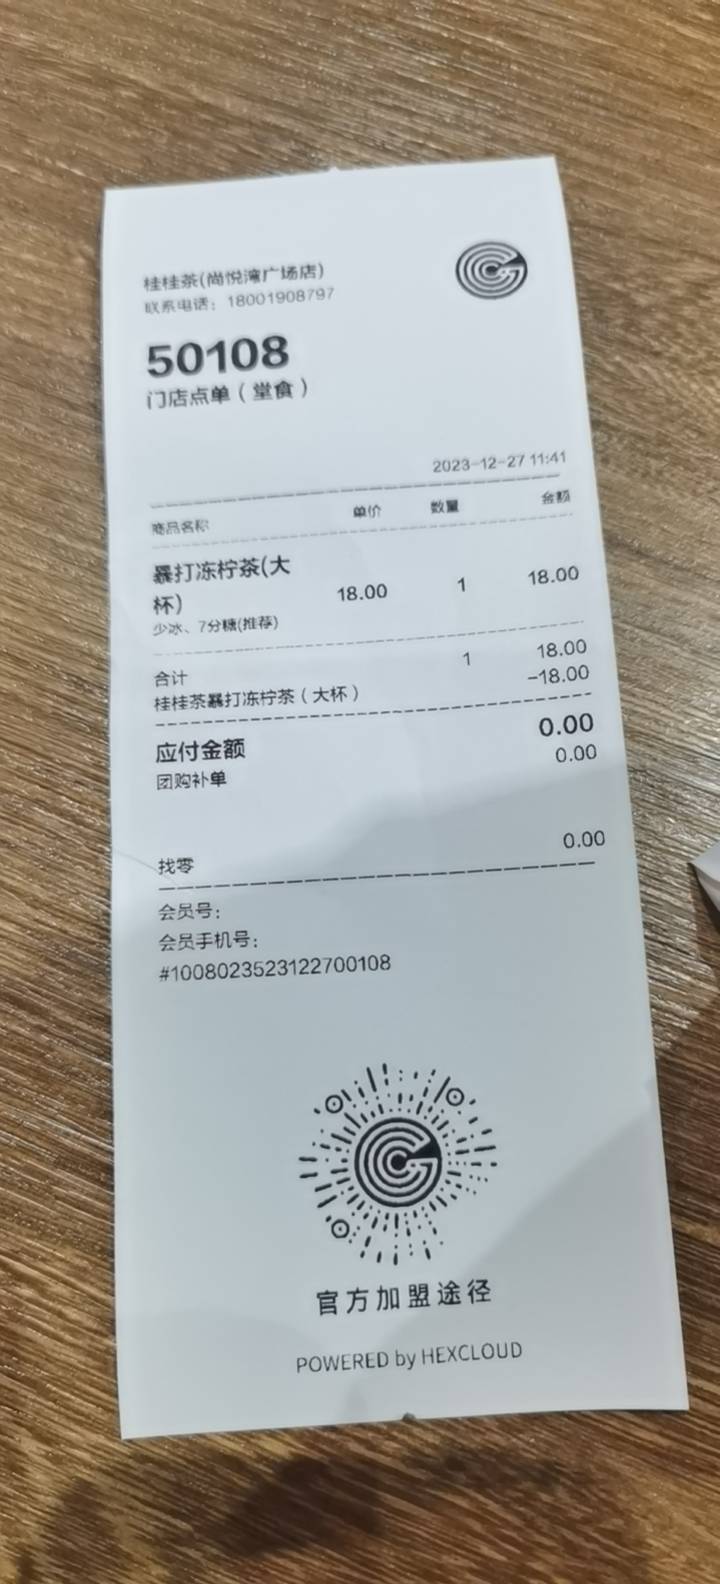 桂桂茶(尚悦湾广场店)
联系电话：18001908797
50108
门店点单（堂食）
2023-12-27 11:41
商品名称 单价 数量 金额
暴打冻柠茶(大 18.00 1 18.00
杯)
少冰、7分糖(推荐)
合计 1 18.00
桂桂茶暴打冻柠茶（大杯） -18.00
应付金额 0.00
团购补单 0.00
找零 0.00
会员号：
会员手机号：
#1008023523122700108
官方加盟途径
POWERED by HEXCLOUD